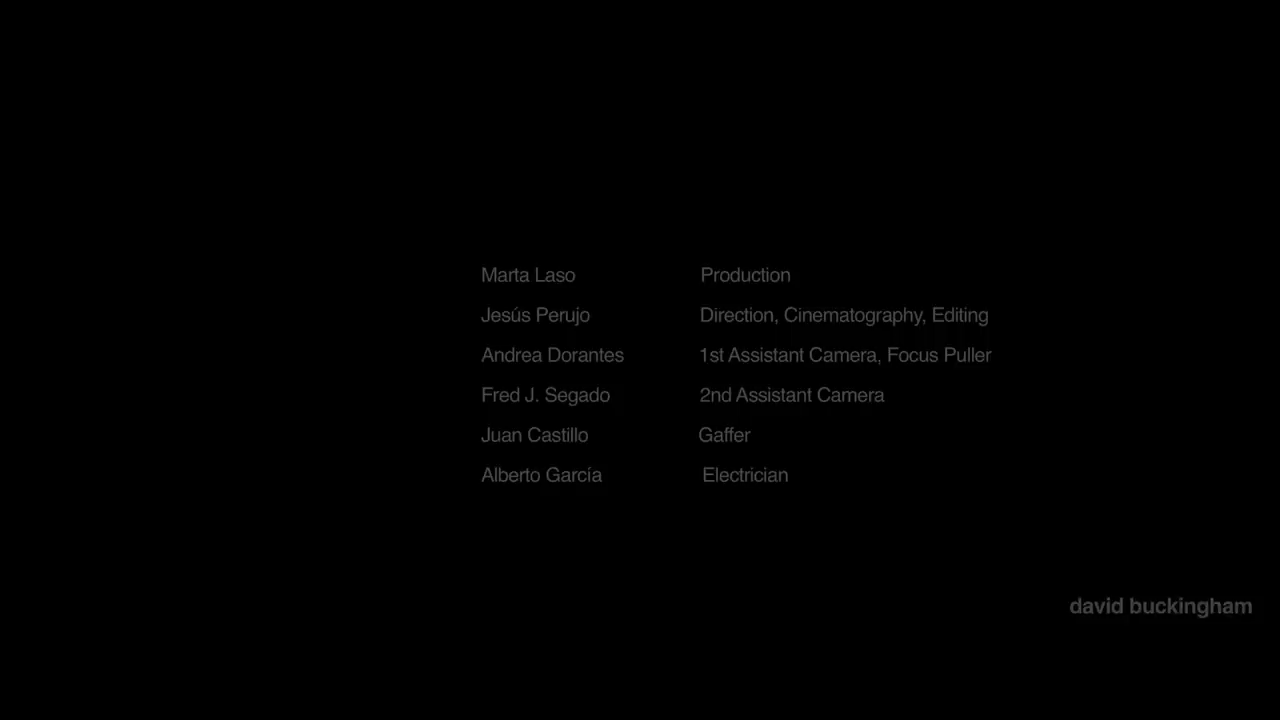 Marta Laso Production
Jesús Perujo Direction, Cinematography, Editing
Andrea Dorantes 1st Assistant Camera, Focus Puller
Fred J. Segado 2nd Assistant Camera
Juan Castillo Gaffer
Alberto García Electrician
david buckingham